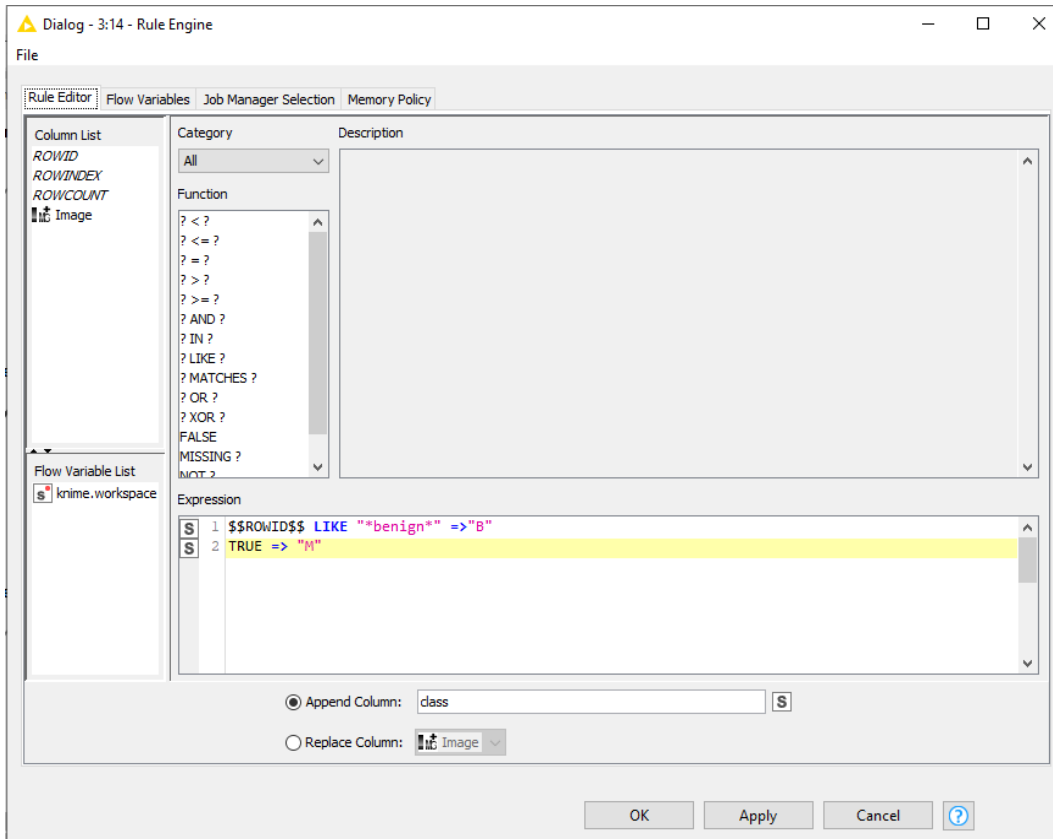 Dialog - 3:14 - Rule Engine
File
Rule Editor Flow Variables Job Manager Selection Memory Policy
Column List
ROWID
ROWINDEX
ROWCOUNT
Image
Category
All
Function
? < ?
? <= ?
? = ?
? > ?
? >= ?
? AND ?
? IN ?
? LIKE ?
? MATCHES ?
? OR ?
? XOR ?
FALSE
MISSING ?
NOT ?
Description
Flow Variable List
s knime.workspace
Expression
S 1 $$ROWID$$ LIKE "*benign*" =>"B"
S 2 TRUE => "M"
Append Column: class S
Replace Column: Image
OK Apply Cancel ?